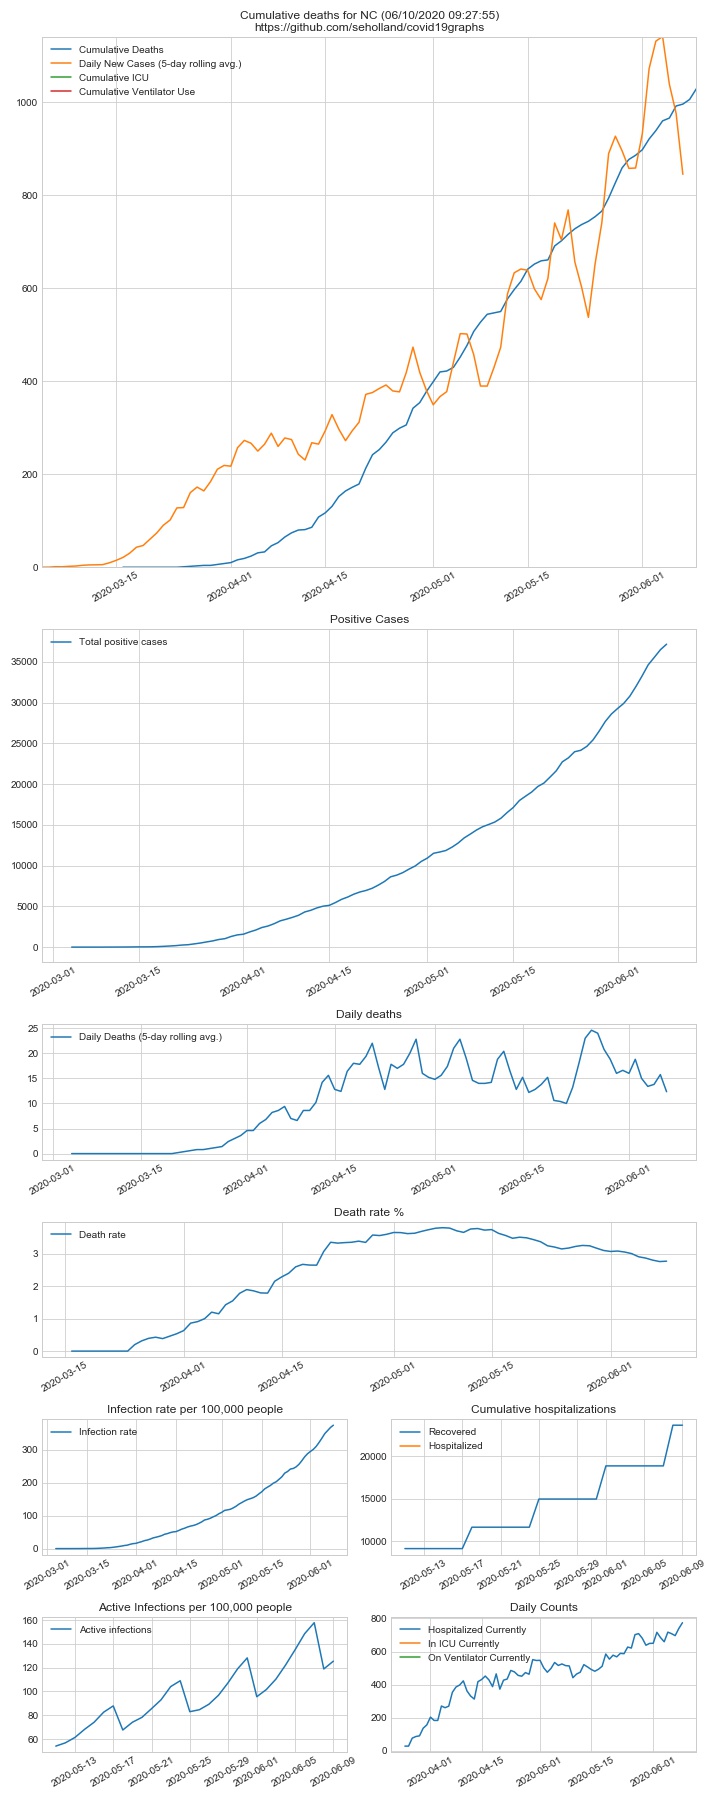 Cumulative deaths for NC (06/10/2020 09:27:55)
https://github.com/seholland/covid19graphs
Cumulative Deaths
Daily New Cases (5-day rolling avg.)
Cumulative ICU
Cumulative Ventilator Use
1000
800
600
400
200
0
2020-03-15 2020-04-01 2020-04-15 2020-05-01 2020-05-15 2020-06-01
Positive Cases
Total positive cases
35000
30000
25000
20000
15000
10000
5000
0
2020-03-01 2020-03-15 2020-04-01 2020-04-15 2020-05-01 2020-05-15 2020-06-01
Daily deaths
Daily Deaths (5-day rolling avg.)
25
20
15
10
5
0
2020-03-01 2020-03-15 2020-04-01 2020-04-15 2020-05-01 2020-05-15 2020-06-01
Death rate %
Death rate
3
2
1
0
2020-03-15 2020-04-01 2020-04-15 2020-05-01 2020-05-15 2020-06-01
Infection rate per 100,000 people
Infection rate
300
200
100
0
2020-03-01 2020-03-15 2020-04-01 2020-04-15 2020-05-01 2020-05-15 2020-06-01
Cumulative hospitalizations
Recovered
Hospitalized
20000
15000
10000
2020-05-13 2020-05-17 2020-05-21 2020-05-25 2020-05-29 2020-06-01 2020-06-05 2020-06-09
Active Infections per 100,000 people
Active infections
160
140
120
100
80
60
2020-05-13 2020-05-17 2020-05-21 2020-05-25 2020-05-29 2020-06-01 2020-06-05 2020-06-09
Daily Counts
Hospitalized Currently
In ICU Currently
On Ventilator Currently
800
600
400
200
0
2020-04-01 2020-04-15 2020-05-01 2020-05-15 2020-06-01